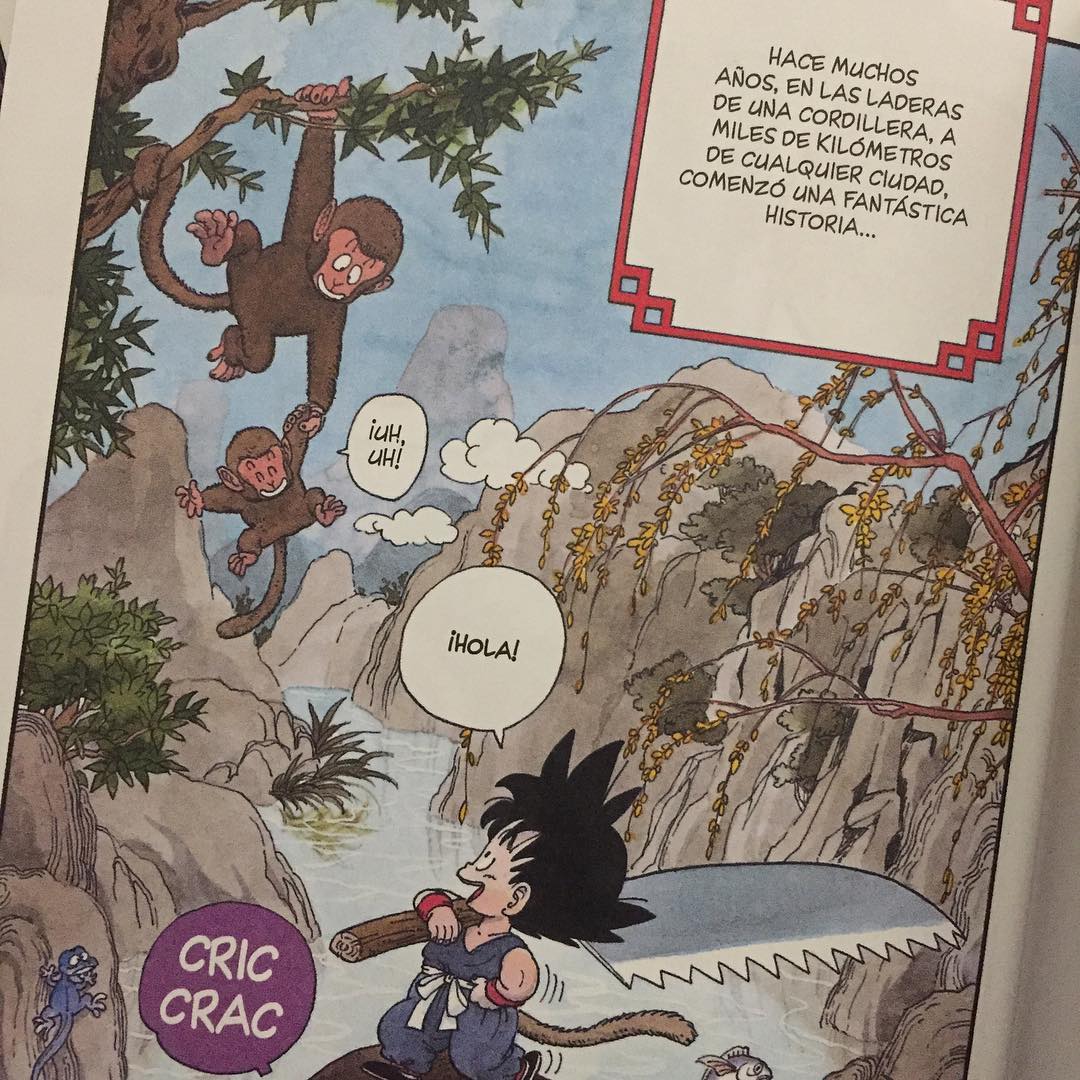 HACE MUCHOS
AÑOS, EN LAS LADERAS
DE UNA CORDILLERA, A
MILES DE KILÓMETROS
DE CUALQUIER CIUDAD,
COMENZÓ UNA FANTÁSTICA
HISTORIA...
¡UH,
UH!
¡HOLA!
CRIC
CRAC